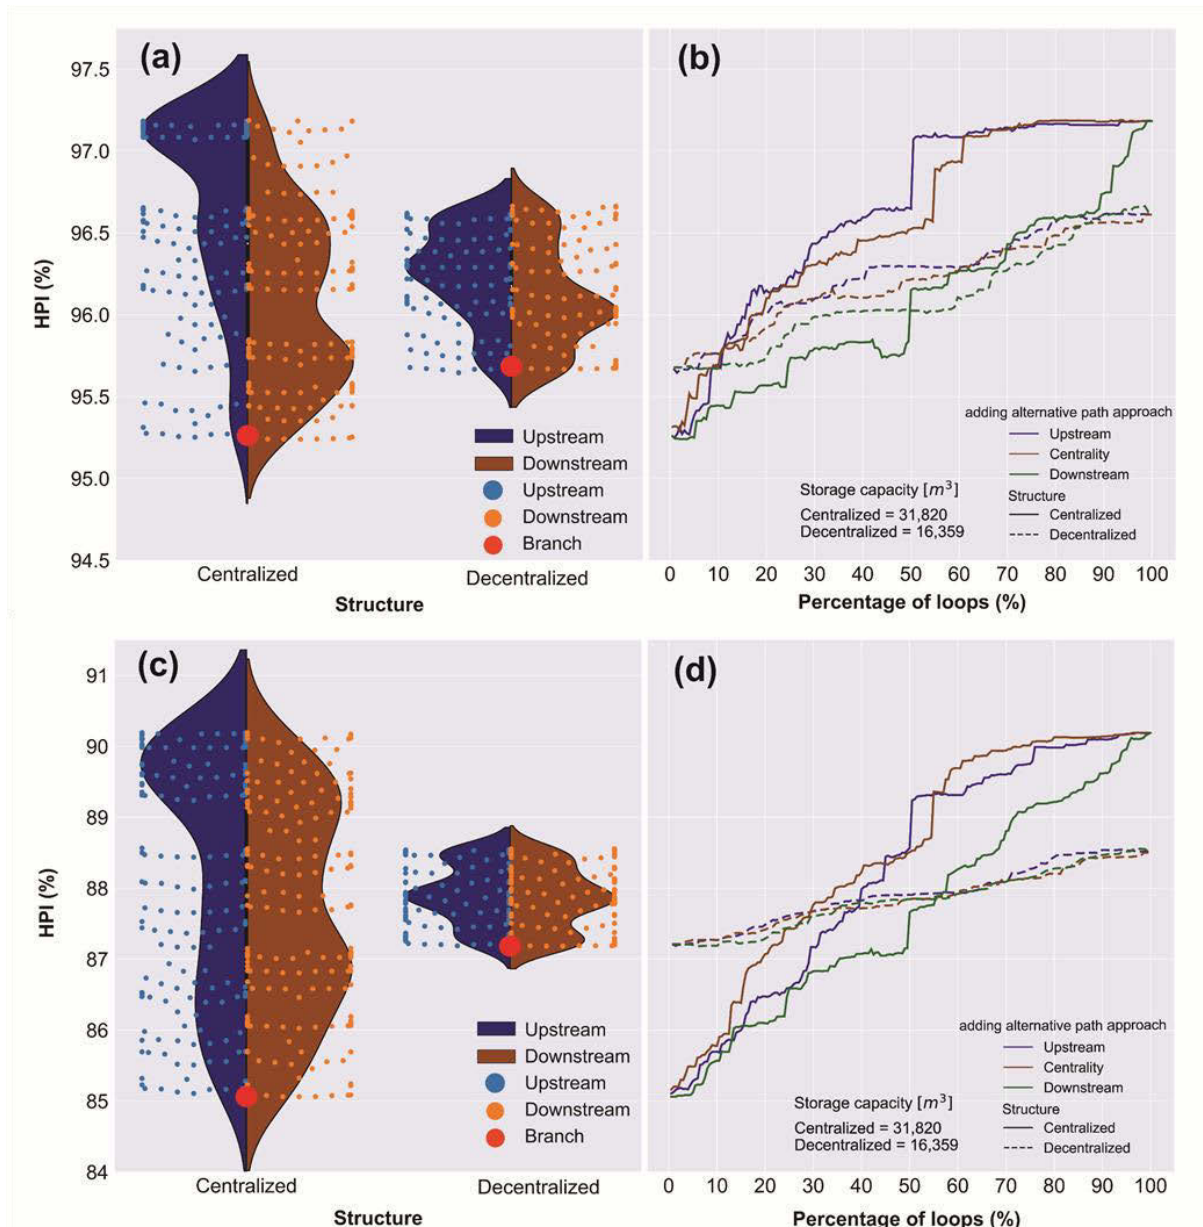 (a)
HPI (%)
97.5
97.0
96.5
96.0
95.5
95.0
94.5
Upstream
Downstream
Upstream
Downstream
Branch
Centralized
Decentralized
Structure
(b)
adding alternative path approach
Upstream
Centrality
Downstream
Storage capacity [m³]
Centralized = 31,820
Decentralized = 16,359
Structure
Centralized
Decentralized
0 10 20 30 40 50 60 70 80 90 100
Percentage of loops (%)
(c)
HPI (%)
91
90
89
88
87
86
85
84
Upstream
Downstream
Upstream
Downstream
Branch
Centralized
Decentralized
Structure
(d)
adding alternative path approach
Upstream
Centrality
Downstream
Storage capacity [m³]
Centralized = 31,820
Decentralized = 16,359
Structure
Centralized
Decentralized
0 10 20 30 40 50 60 70 80 90 100
Percentage of loops (%)